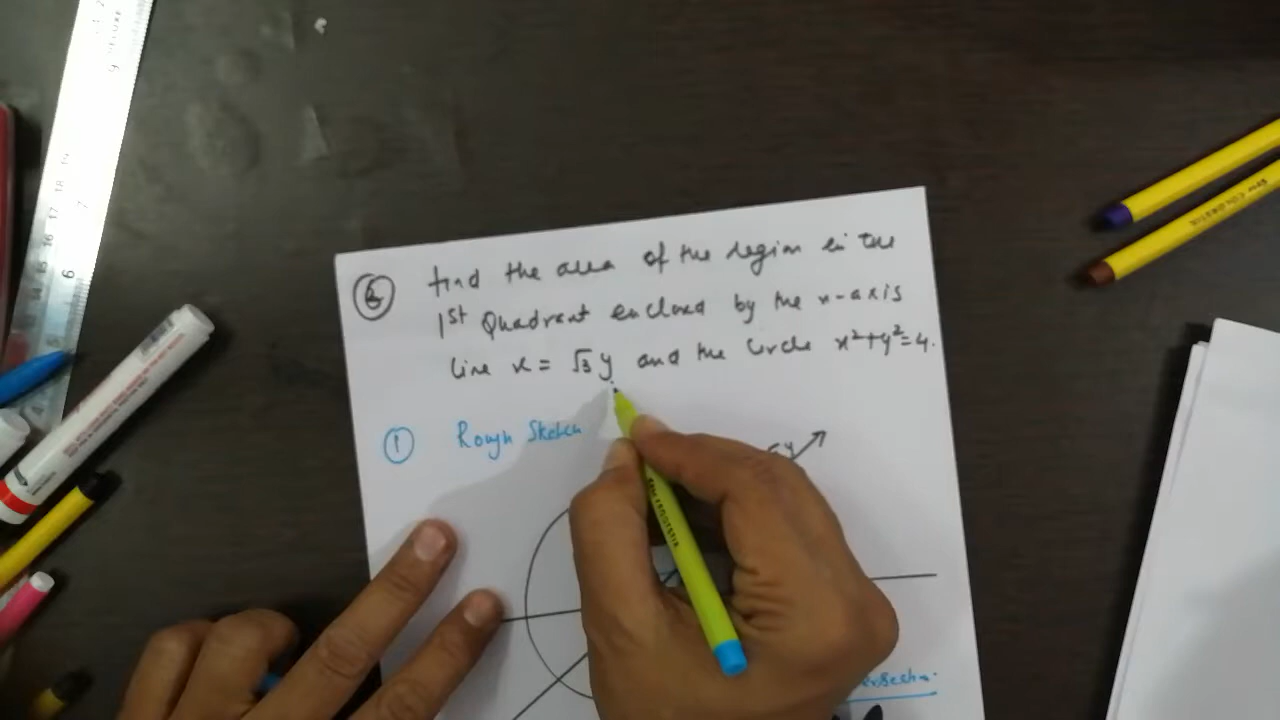 ② find the area of the region in the
1st Quadrant enclosed by the x-axis
line x = √3 y and the circle x²+y²=4.
① Rough Sketch